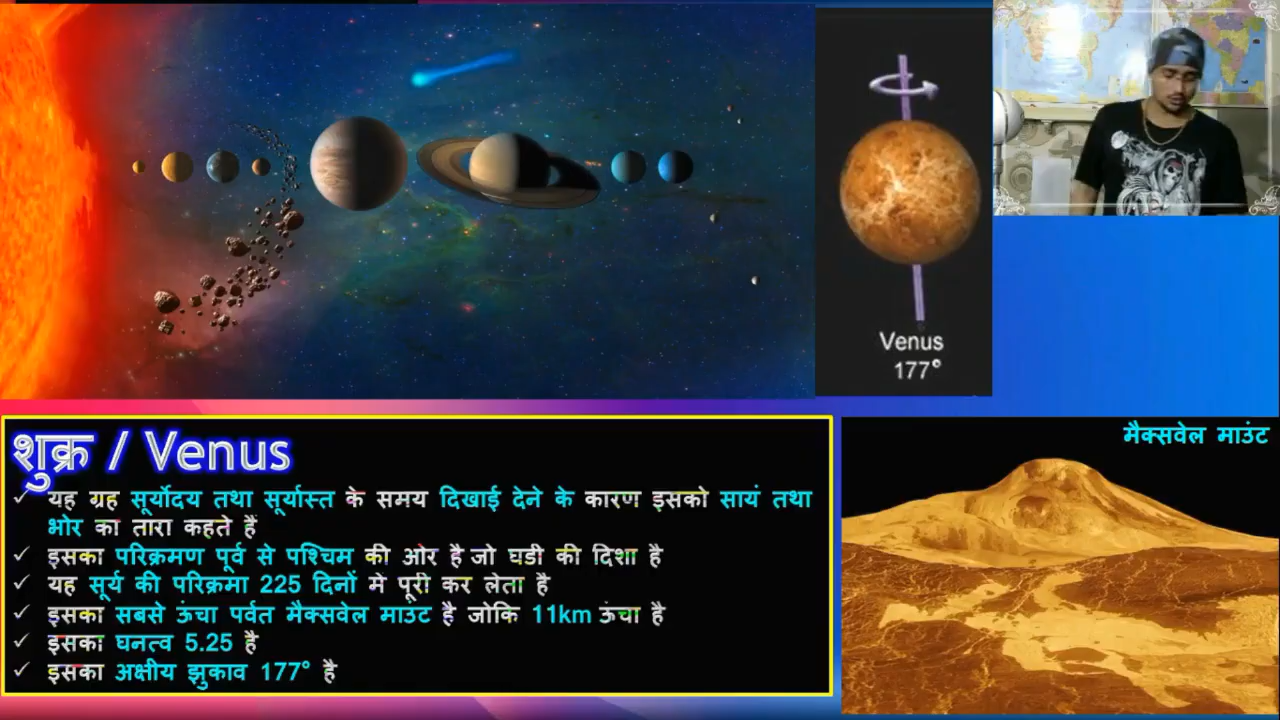 Venus
177°
मैक्सवेल माउंट
शुक्र / Venus
✓ यह ग्रह सूर्योदय तथा सूर्यास्त के समय दिखाई देने के कारण इसको सायं तथा
भोर का तारा कहते हैं
✓ इसका परिक्रमण पूर्व से पश्चिम की ओर है जो घडी की दिशा है
✓ यह सूर्य की परिक्रमा 225 दिनों में पूरी कर लेता है
✓ इसका सबसे ऊंचा पर्वत मैक्सवेल माउंट है जोकि 11km ऊंचा है
✓ इसका घनत्व 5.25 है
✓ इसका अक्षीय झुकाव 177° है